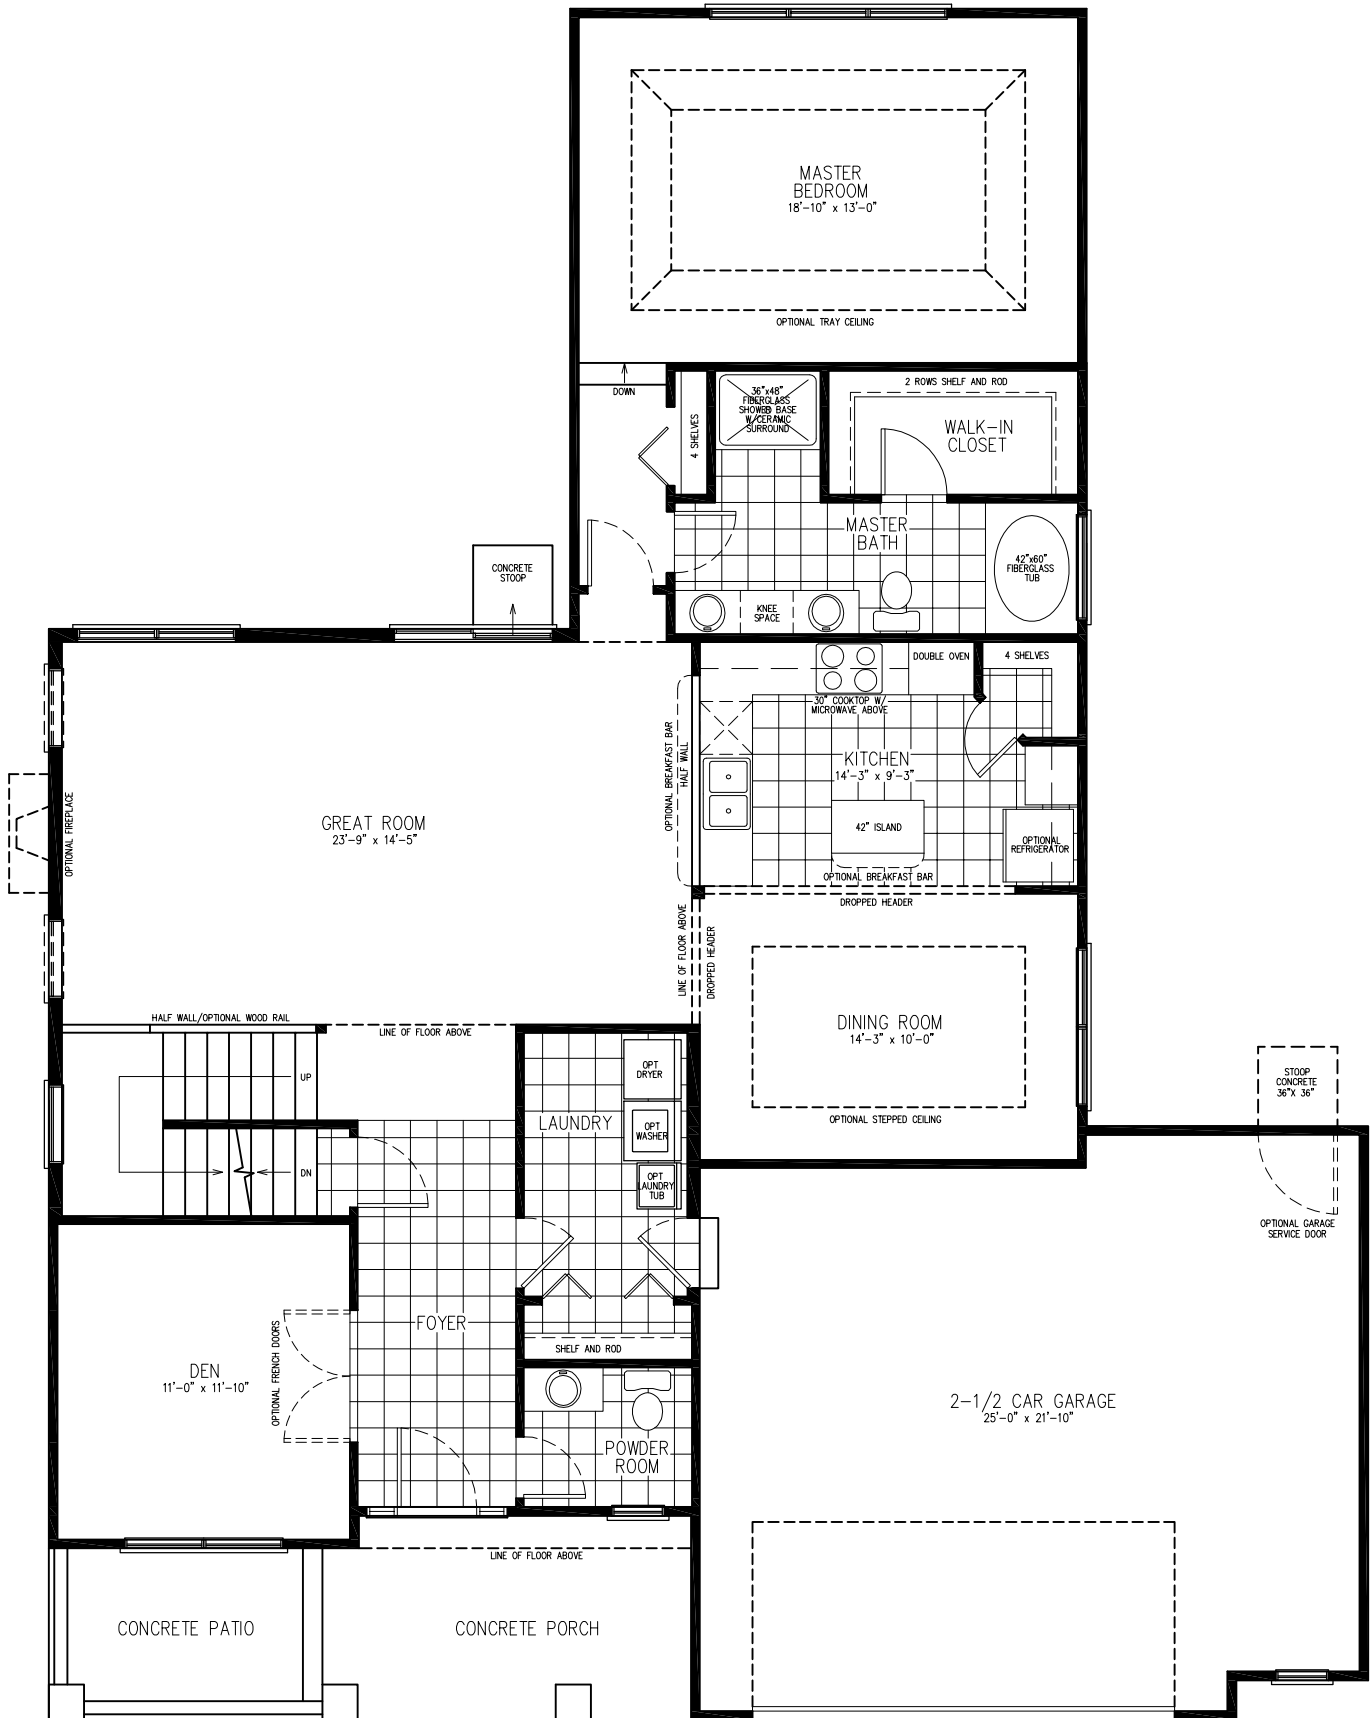 MASTER
BEDROOM
18'-10" x 13'-0"
OPTIONAL TRAY CEILING
DOWN
4 SHELVES
36"x48"
FIBERGLASS
SHOWER BASE
W/CERAMIC
SURROUND
2 ROWS SHELF AND ROD
WALK-IN
CLOSET
MASTER
BATH
42"x60"
FIBERGLASS
TUB
KNEE
SPACE
CONCRETE
STOOP
DOUBLE OVEN
4 SHELVES
30" COOKTOP W/
MICROWAVE ABOVE
OPTIONAL BREAKFAST BAR
HALF WALL
KITCHEN
14'-3" x 9'-3"
42" ISLAND
OPTIONAL
REFRIGERATOR
OPTIONAL BREAKFAST BAR
DROPPED HEADER
OPTIONAL FIREPLACE
GREAT ROOM
23'-9" x 14'-5"
LINE OF FLOOR ABOVE
DROPPED HEADER
DINING ROOM
14'-3" x 10'-0"
OPTIONAL STEPPED CEILING
HALF WALL/OPTIONAL WOOD RAIL
LINE OF FLOOR ABOVE
UP
DN
OPT
DRYER
LAUNDRY
OPT
WASHER
OPT
LAUNDRY
TUB
STOOP
CONCRETE
36"X 36"
OPTIONAL GARAGE
SERVICE DOOR
FOYER
SHELF AND ROD
DEN
11'-0" x 11'-10"
OPTIONAL FRENCH DOORS
POWDER
ROOM
2-1/2 CAR GARAGE
25'-0" x 21'-10"
LINE OF FLOOR ABOVE
CONCRETE PATIO
CONCRETE PORCH